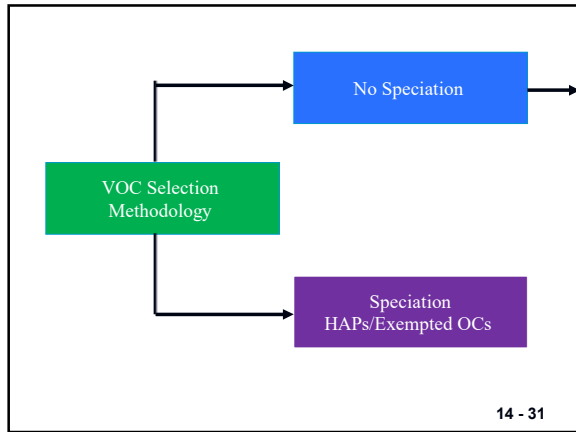 No Speciation
VOC Selection
Methodology
Speciation
HAPs/Exempted OCs
14 - 31